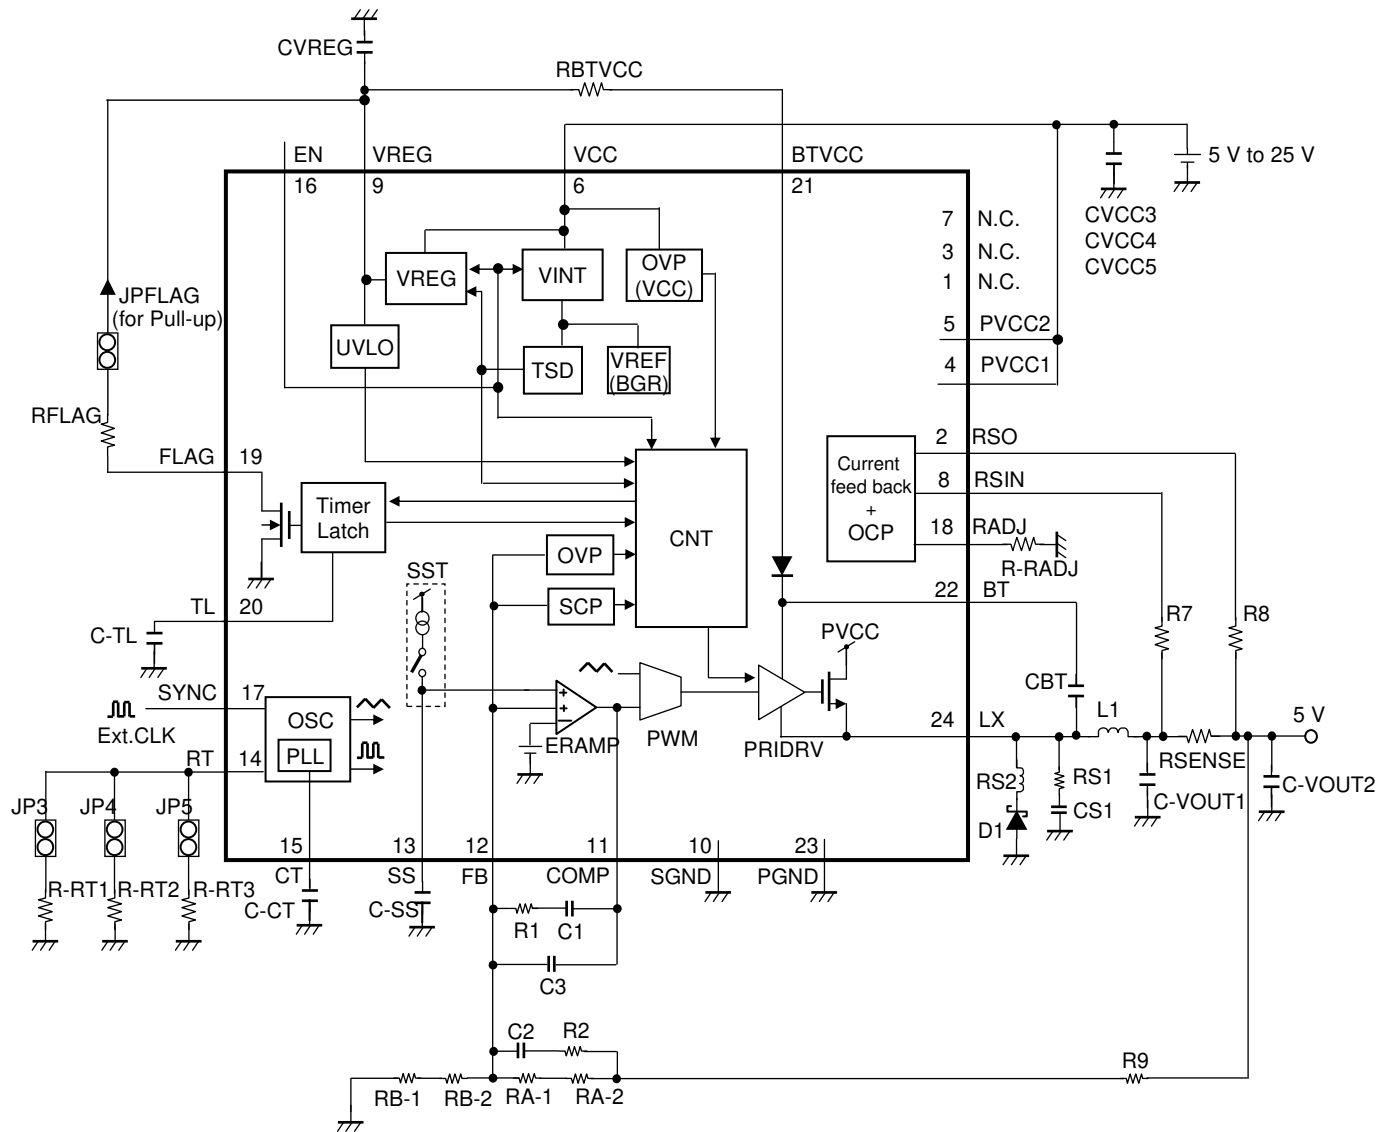 CVREG
RBTVCC
EN
VREG
VCC
BTVCC
5 V to 25 V
16
9
6
21
CVCC3
CVCC4
CVCC5
7 N.C.
3 N.C.
1 N.C.
5 PVCC2
4 PVCC1
VREG
VINT
OVP
(VCC)
JPFLAG
(for Pull-up)
UVLO
TSD
VREF
(BGR)
RFLAG
FLAG
19
2 RSO
8 RSIN
18 RADJ
R-RADJ
22 BT
Current
feed back
+
OCP
Timer
Latch
CNT
OVP
SCP
SST
TL
20
C-TL
PVCC
R7
R8
CBT
SYNC
17
Ext.CLK
OSC
PLL
RT
14
ERAMP
PWM
PRIDRV
24 LX
L1
5 V
RSENSE
RS2
RS1
CS1
D1
C-VOUT1
C-VOUT2
JP3
JP4
JP5
R-RT1
R-RT2
R-RT3
15
13
12
11
10
23
CT
SS
FB
COMP
SGND
PGND
C-CT
C-SST
R1
C1
C3
C2
R2
R9
RB-1
RB-2
RA-1
RA-2